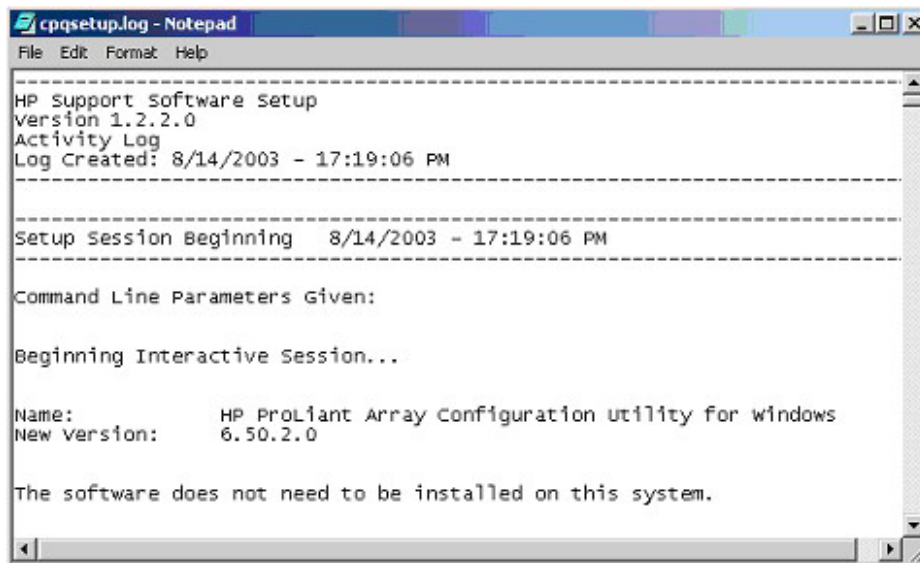 cpqsetup.log - Notepad
File Edit Format Help
HP Support Software Setup
Version 1.2.2.0
Activity Log
Log Created: 8/14/2003 - 17:19:06 PM
Setup Session Beginning 8/14/2003 - 17:19:06 PM
Command Line Parameters Given:
Beginning Interactive Session...
Name: HP ProLiant Array Configuration Utility for Windows
New Version: 6.50.2.0
The software does not need to be installed on this system.